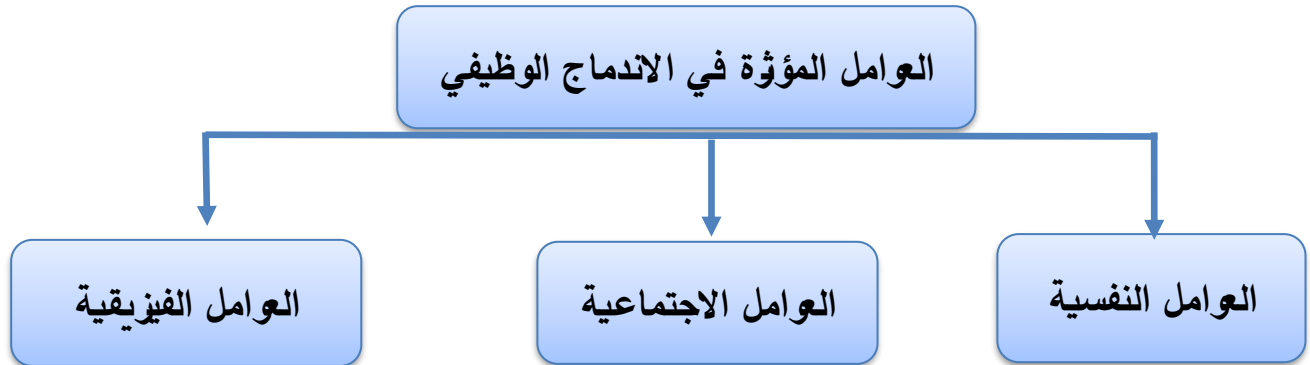 العوامل المؤثرة في الاندماج الوظيفي
العوامل النفسية
العوامل الاجتماعية
العوامل الفيزيقية